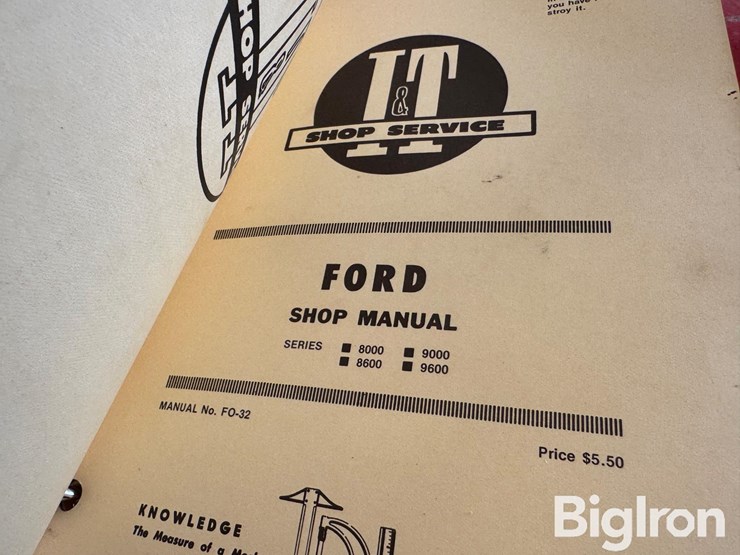 you have
stroy it.
I&T
SHOP SERVICE
FORD
SHOP MANUAL
SERIES ■ 8000 ■ 9000
■ 8600 ■ 9600
MANUAL No. FO-32
Price $5.50
KNOWLEDGE
The Measure of a
BigIron